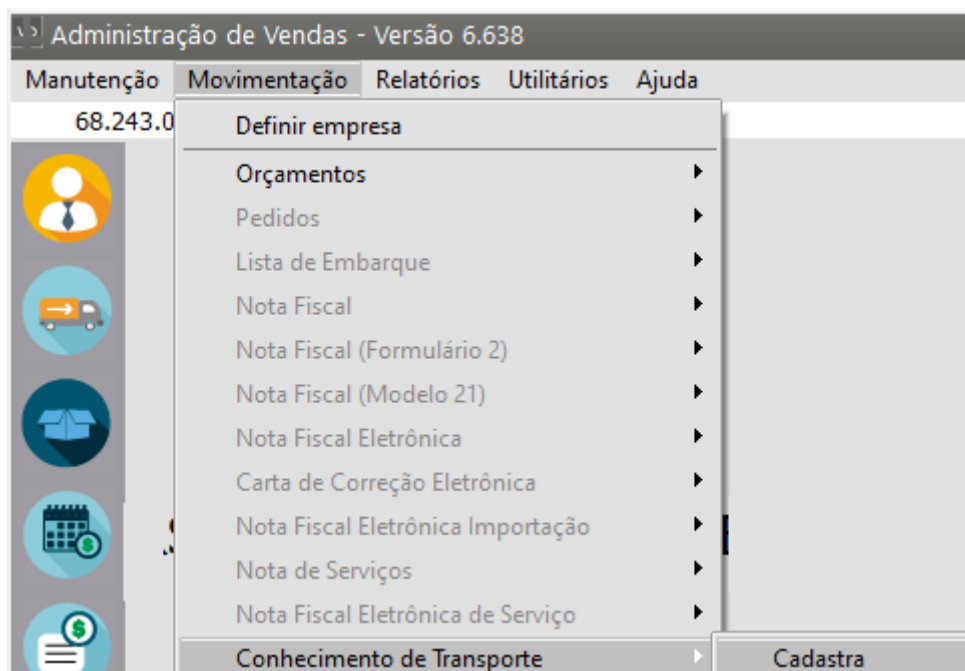 Administração de Vendas - Versão 6.638
Manutenção Movimentação Relatórios Utilitários Ajuda
68.243.0
Definir empresa
Orçamentos
Pedidos
Lista de Embarque
Nota Fiscal
Nota Fiscal (Formulário 2)
Nota Fiscal (Modelo 21)
Nota Fiscal Eletrônica
Carta de Correção Eletrônica
Nota Fiscal Eletrônica Importação
Nota de Serviços
Nota Fiscal Eletrônica de Serviço
Conhecimento de Transporte Cadastra